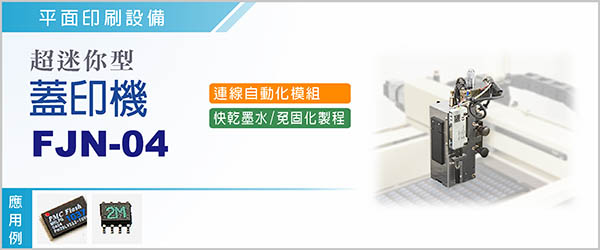 平面印刷設備
超迷你型
蓋印機
FJN-04
連線自動化模組
快乾墨水/免固化製程
應用例
FMC Flash
2M